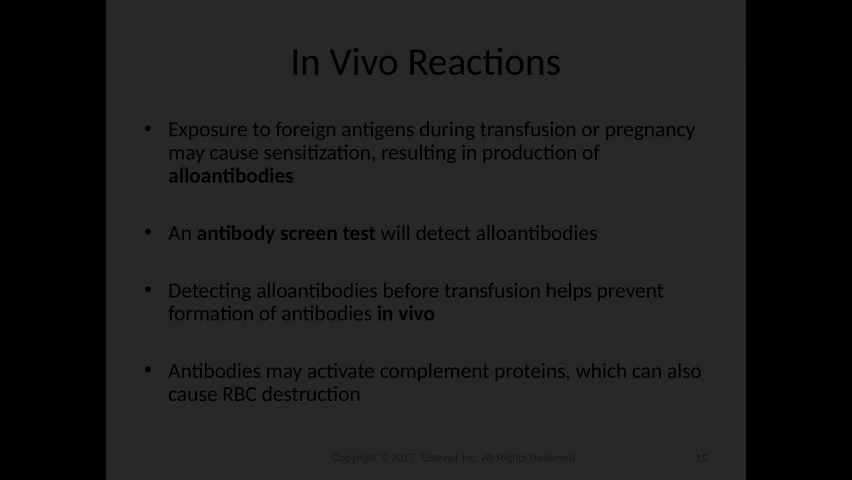 In Vivo Reactions
• Exposure to foreign antigens during transfusion or pregnancy
may cause sensitization, resulting in production of
alloantibodies
• An antibody screen test will detect alloantibodies
• Detecting alloantibodies before transfusion helps prevent
formation of antibodies in vivo
• Antibodies may activate complement proteins, which can also
cause RBC destruction
Copyright © 2017, Elsevier Inc. All Rights Reserved.
15